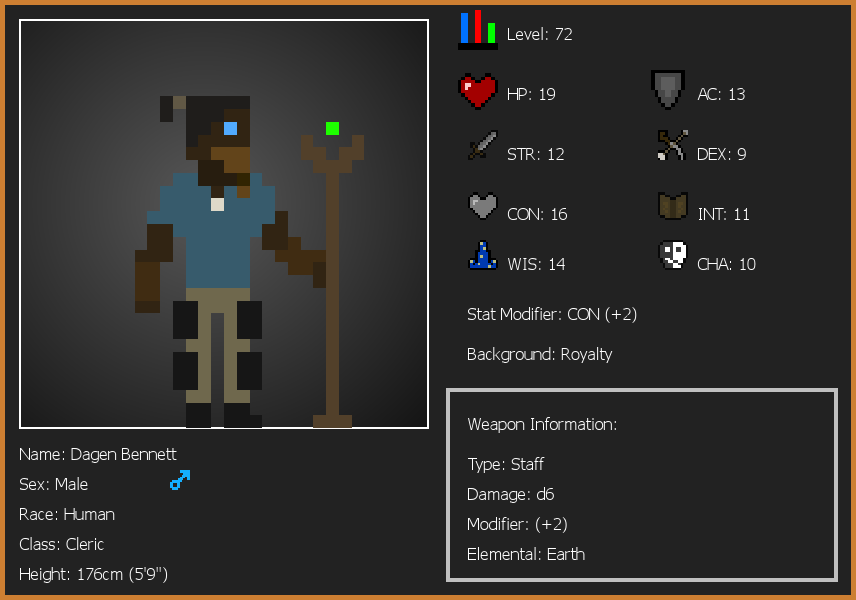 Level: 72
HP: 19
AC: 13
STR: 12
DEX: 9
CON: 16
INT: 11
WIS: 14
CHA: 10
Stat Modifier: CON (+2)
Background: Royalty
Weapon Information:
Type: Staff
Damage: d6
Modifier: (+2)
Elemental: Earth
Name: Dagen Bennett
Sex: Male
Race: Human
Class: Cleric
Height: 176cm (5'9")